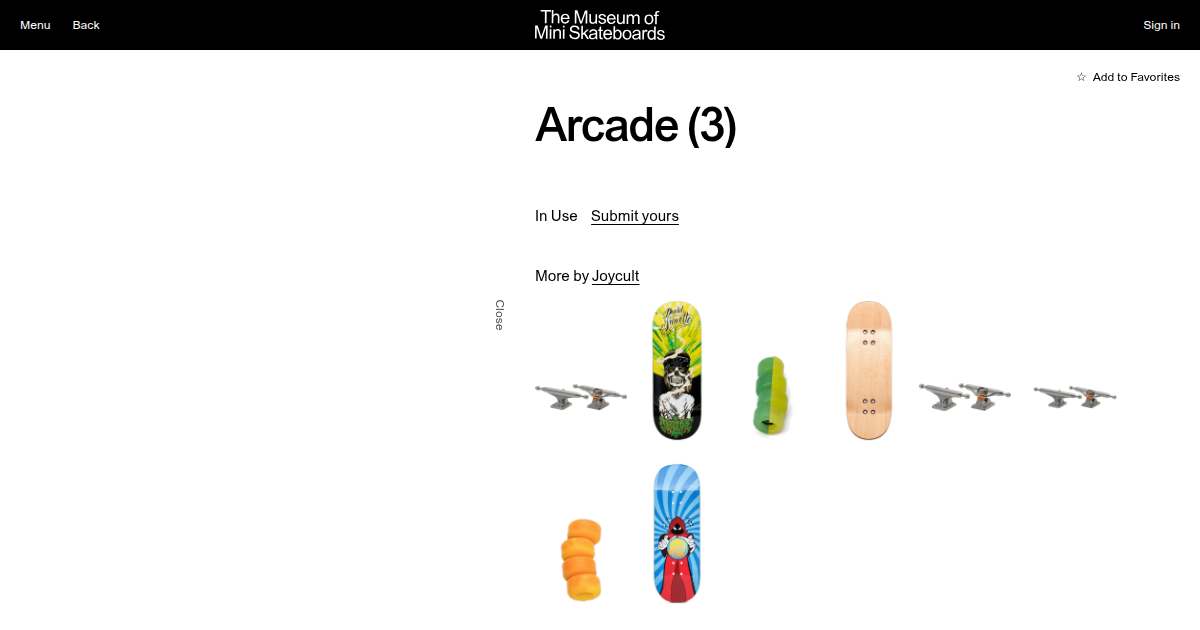 Menu
Back
The Museum of
Mini Skateboards
Sign in
☆ Add to Favorites
Arcade (3)
In Use
Submit yours
More by Joycult
Close